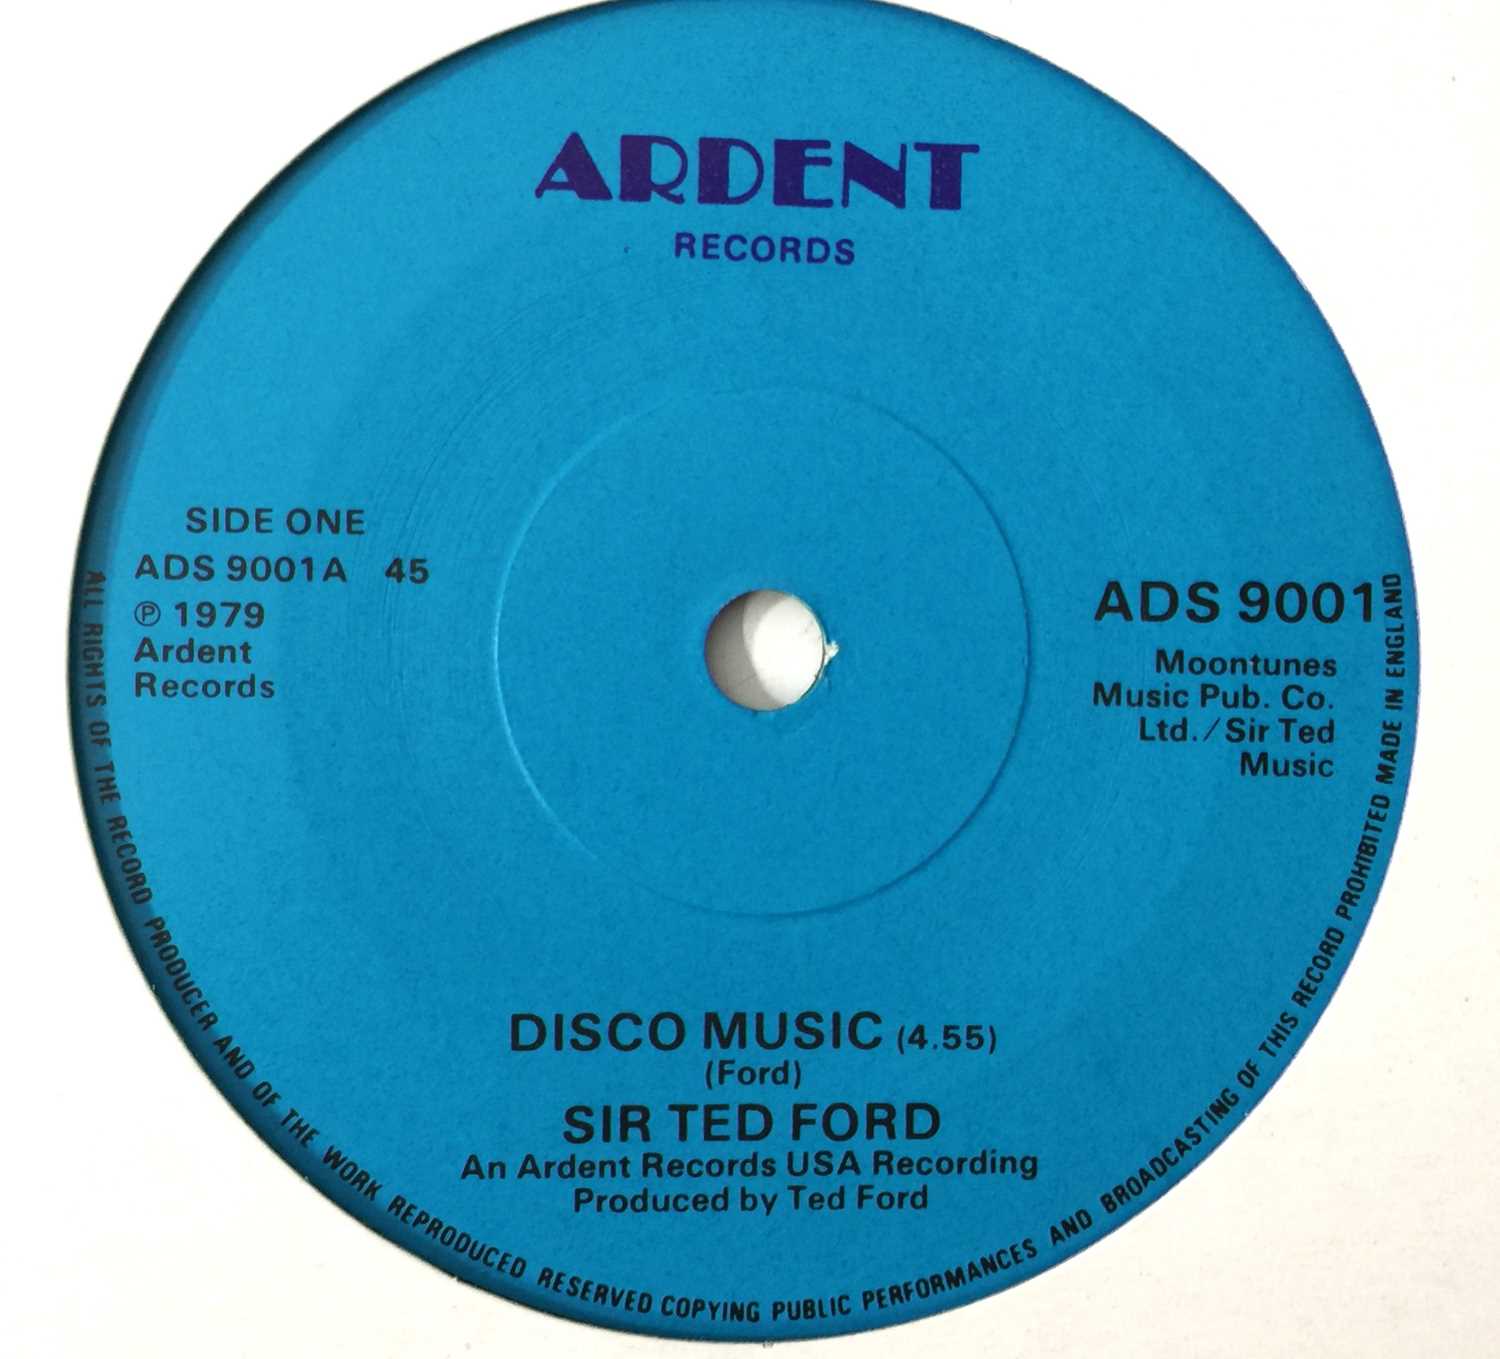 ARDENT
RECORDS
SIDE ONE
ADS 9001A 45
℗ 1979
Ardent
Records
ADS 9001
Moontunes
Music Pub. Co.
Ltd./Sir Ted
Music
DISCO MUSIC (4.55)
(Ford)
SIR TED FORD
An Ardent Records USA Recording
Produced by Ted Ford
ALL RIGHTS OF THE RECORD PRODUCER AND OF THE WORK REPRODUCED RESERVED COPYING PUBLIC PERFORMANCES AND BROADCASTING OF THIS RECORD PROHIBITED MADE IN ENGLAND